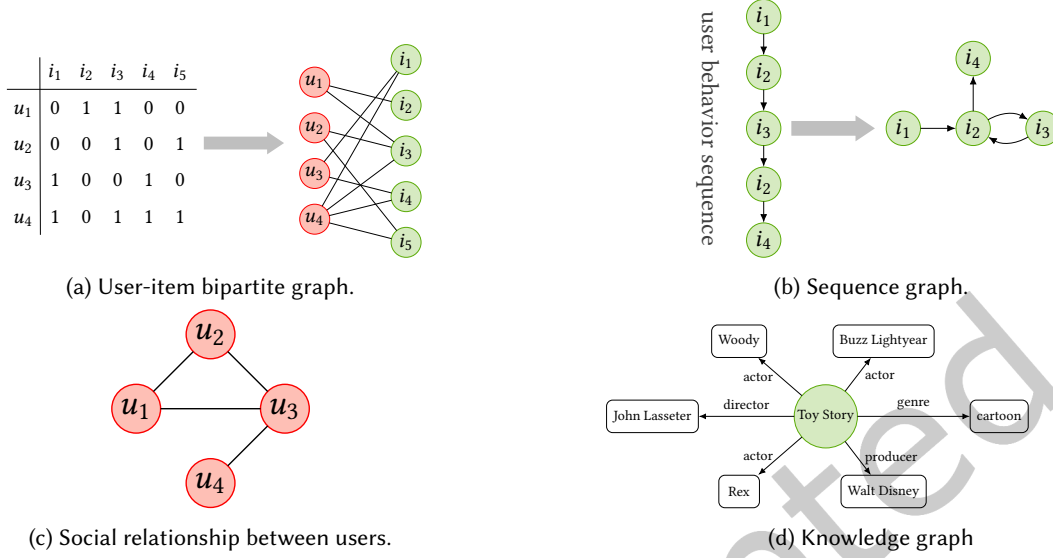 i1 i2 i3 i4 i5
u1 0 1 1 0 0
u2 0 0 1 0 1
u3 1 0 0 1 0
u4 1 0 1 1 1
u1
u2
u3
u4
i1
i2
i3
i4
i5
(a) User-item bipartite graph.
user behavior sequence
i1
i2
i3
i2
i4
i4
i1 i2 i3
(b) Sequence graph.
u2
u1 u3
u4
(c) Social relationship between users.
Woody Buzz Lightyear
actor actor
John Lasseter director Toy Story genre cartoon
actor producer
Rex Walt Disney
(d) Knowledge graph